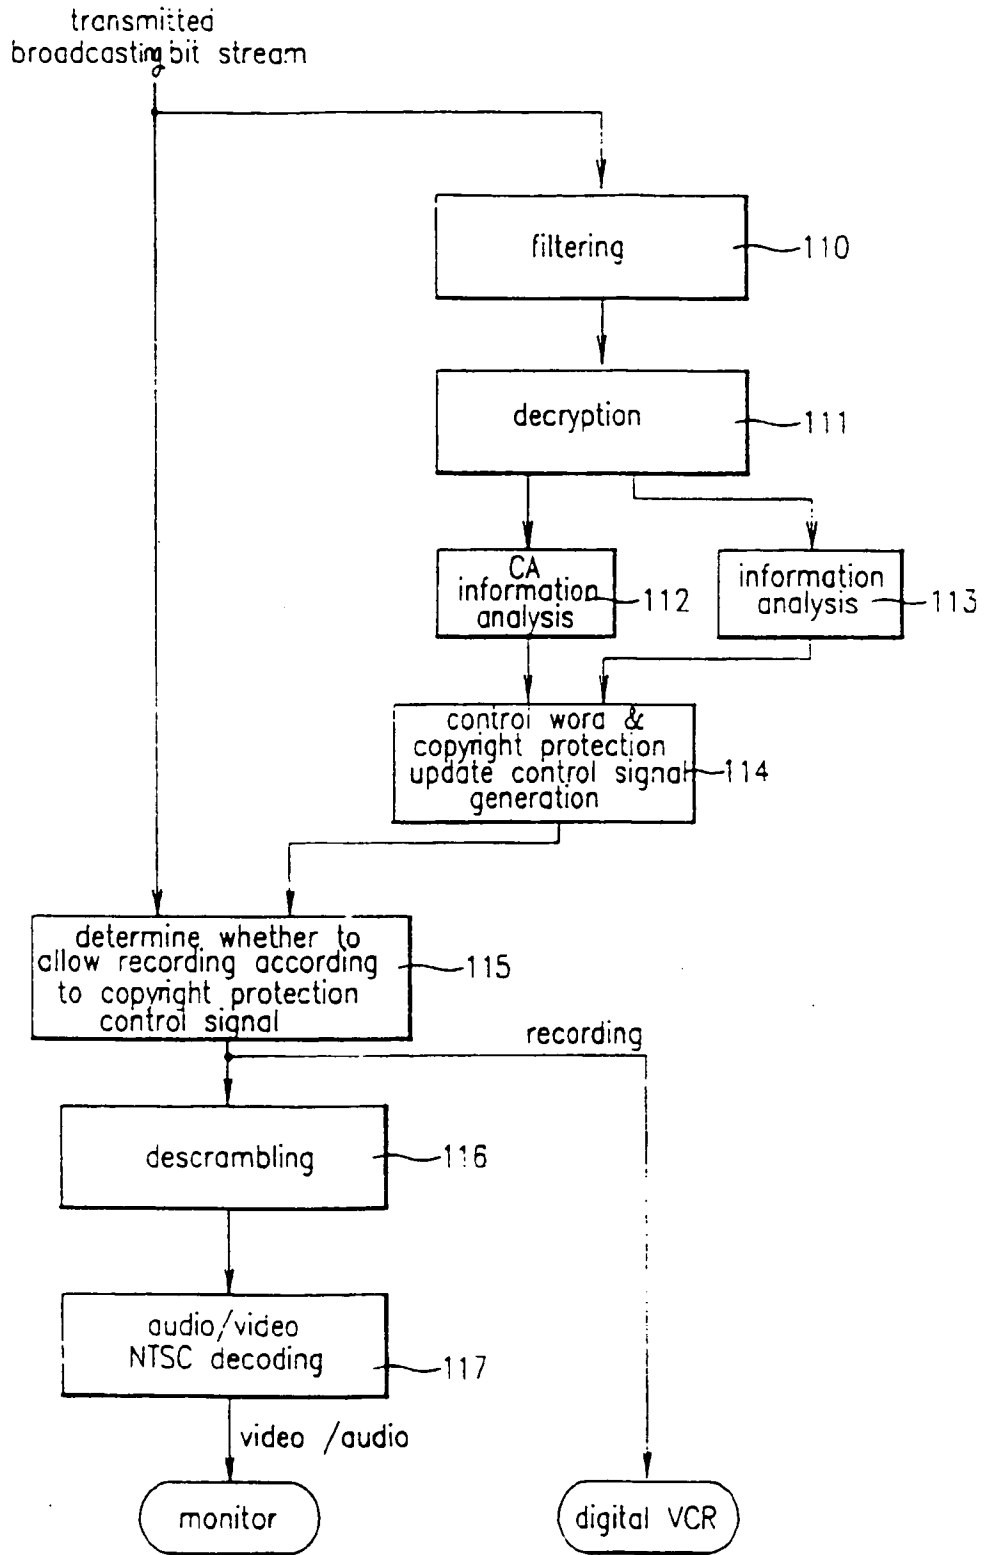 transmitted
broadcasting bit stream
filtering
110
decryption
111
CA
information
analysis
112
information
analysis
113
control word &
copyright protection
update control signal
generation
114
determine whether to
allow recording according
to copyright protection
control signal
115
recording
descrambling
116
audio/video
NTSC decoding
117
video /audio
monitor
digital VCR